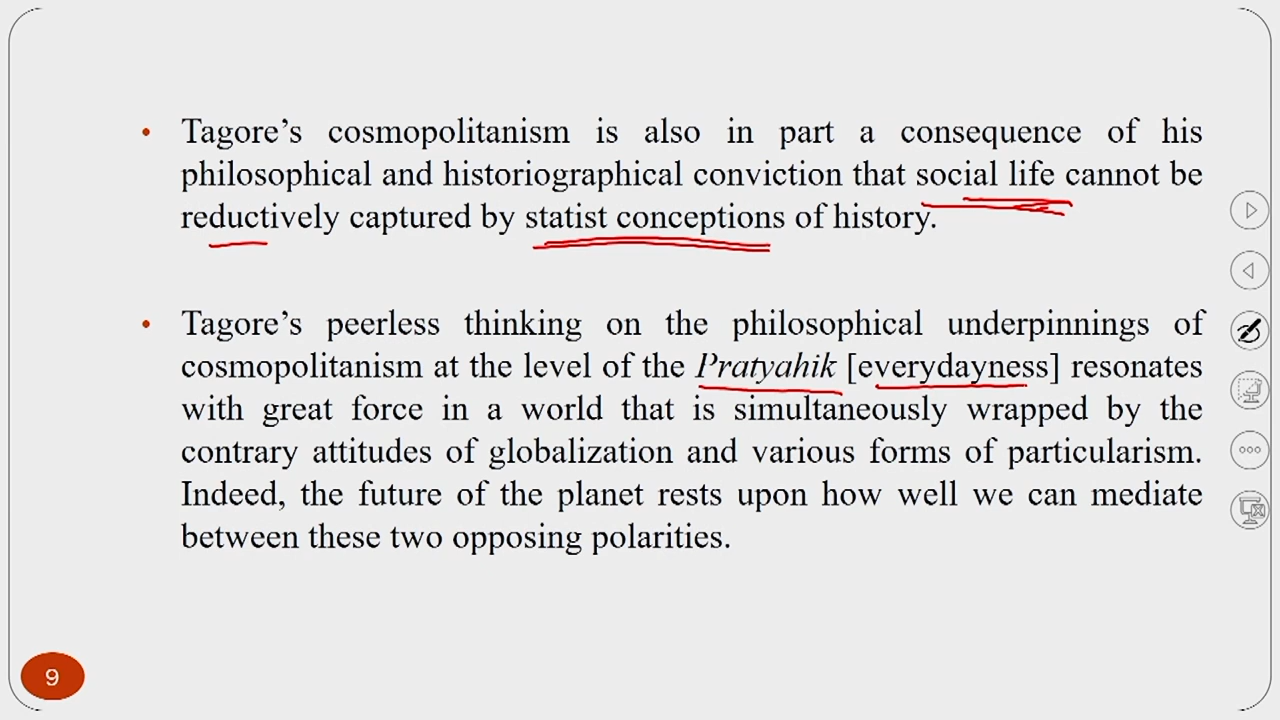 • Tagore’s cosmopolitanism is also in part a consequence of his
philosophical and historiographical conviction that social life cannot be
reductively captured by statist conceptions of history.
• Tagore’s peerless thinking on the philosophical underpinnings of
cosmopolitanism at the level of the Pratyahik [everydayness] resonates
with great force in a world that is simultaneously wrapped by the
contrary attitudes of globalization and various forms of particularism.
Indeed, the future of the planet rests upon how well we can mediate
between these two opposing polarities.
9